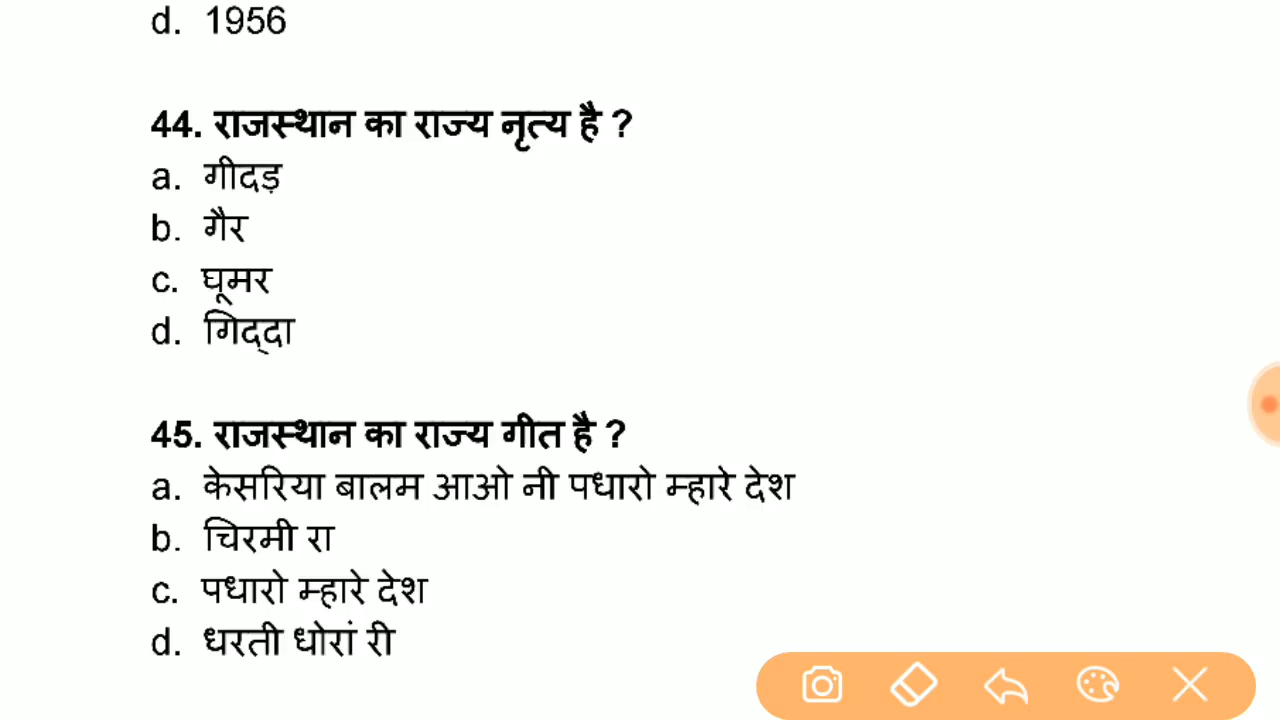 d. 1956
44. राजस्थान का राज्य नृत्य है ?
a. गीदड़
b. गैर
c. घूमर
d. गिद्दा
45. राजस्थान का राज्य गीत है ?
a. केसरिया बालम आओ नी पधारो म्हारे देश
b. चिरमी रा
c. पधारो म्हारे देश
d. धरती धोरां री